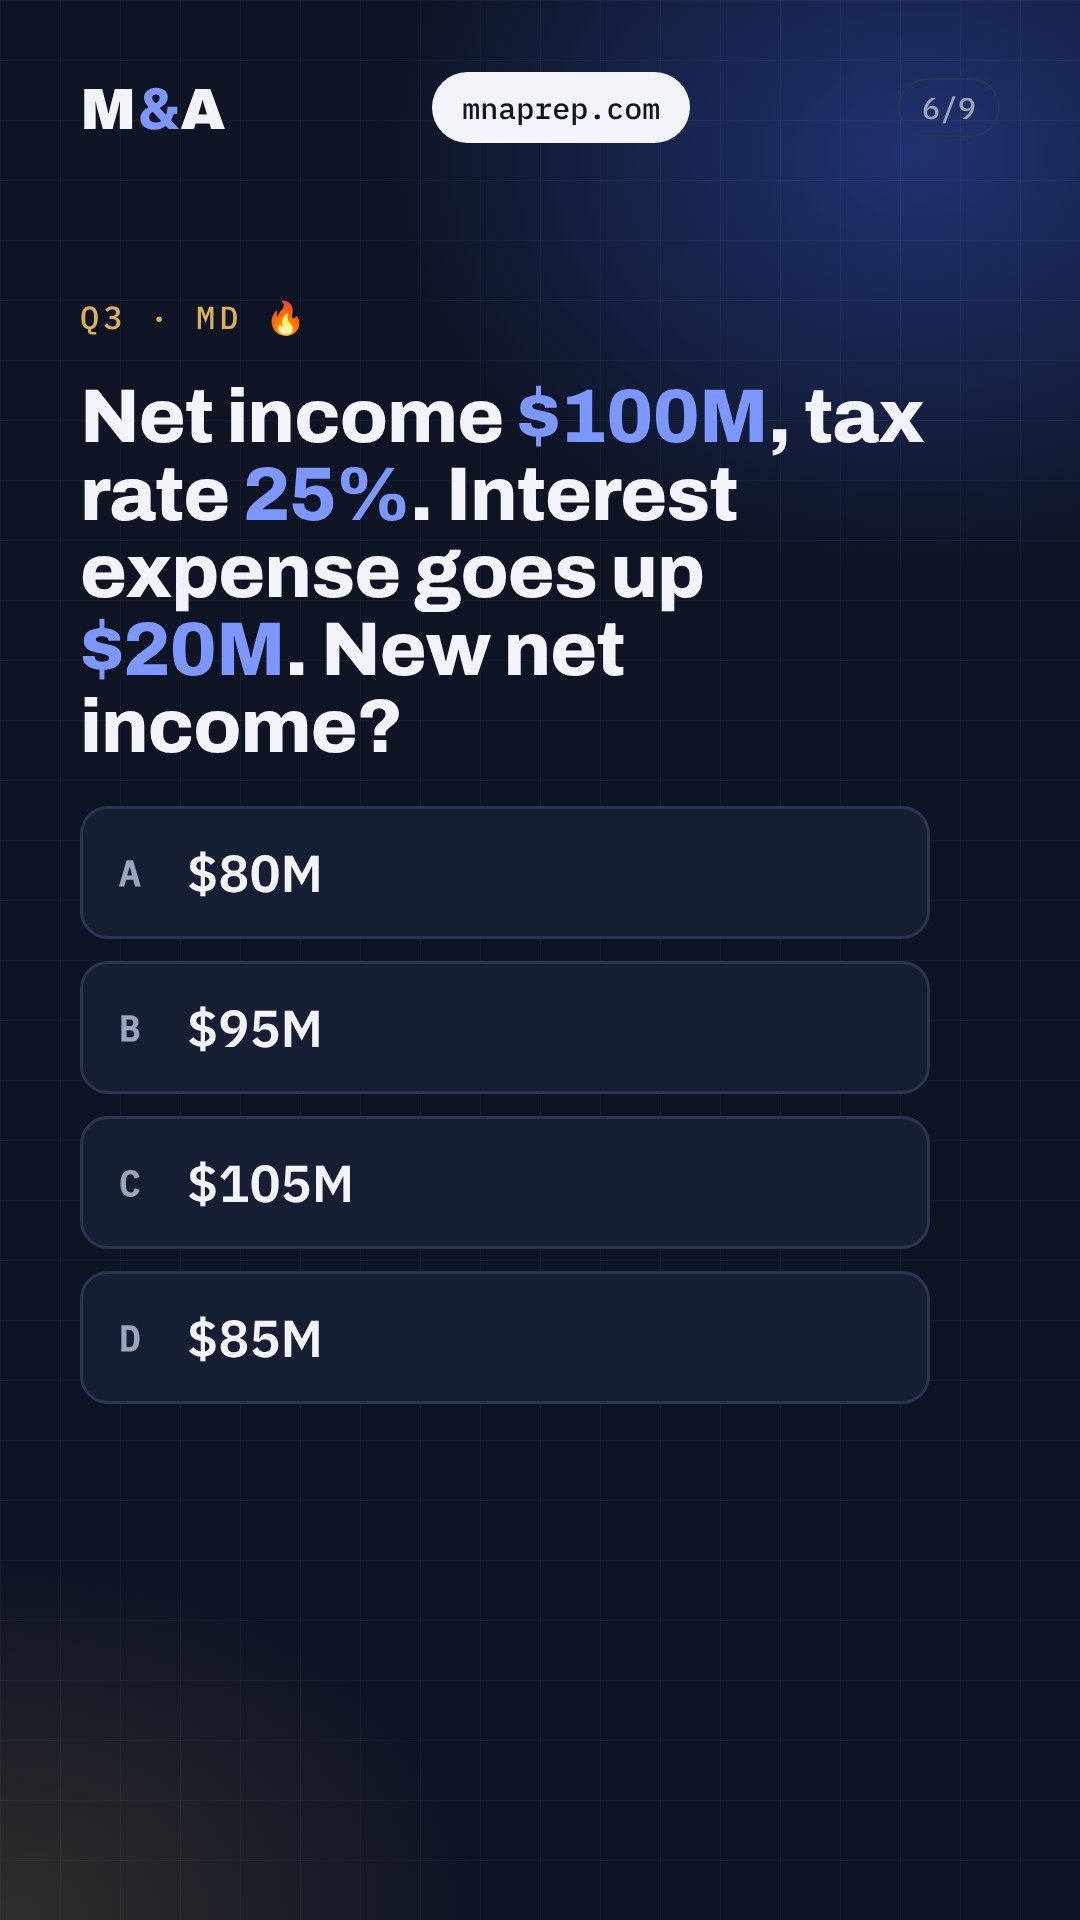 M&A
mnaprep.com
6/9
Q3 · MD 🔥
Net income $100M, tax
rate 25%. Interest
expense goes up
$20M. New net
income?
A $80M
B $95M
C $105M
D $85M